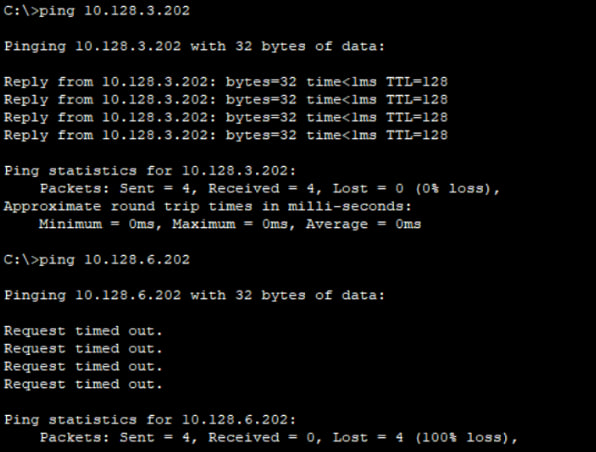 C:\>ping 10.128.3.202
Pinging 10.128.3.202 with 32 bytes of data:
Reply from 10.128.3.202: bytes=32 time<1ms TTL=128
Reply from 10.128.3.202: bytes=32 time<1ms TTL=128
Reply from 10.128.3.202: bytes=32 time<1ms TTL=128
Reply from 10.128.3.202: bytes=32 time<1ms TTL=128
Ping statistics for 10.128.3.202:
    Packets: Sent = 4, Received = 4, Lost = 0 (0% loss),
Approximate round trip times in milli-seconds:
    Minimum = 0ms, Maximum = 0ms, Average = 0ms
C:\>ping 10.128.6.202
Pinging 10.128.6.202 with 32 bytes of data:
Request timed out.
Request timed out.
Request timed out.
Request timed out.
Ping statistics for 10.128.6.202:
    Packets: Sent = 4, Received = 0, Lost = 4 (100% loss),